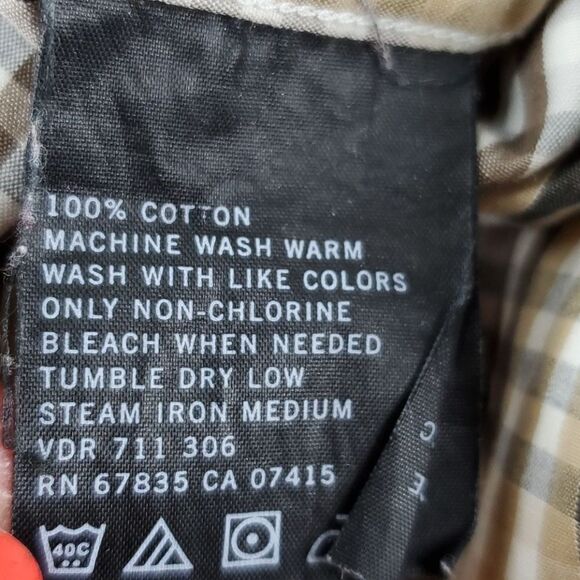 100% COTTON
MACHINE WASH WARM
WASH WITH LIKE COLORS
ONLY NON-CHLORINE
BLEACH WHEN NEEDED
TUMBLE DRY LOW
STEAM IRON MEDIUM
VDR 711 306
RN 67835 CA 07415
40C